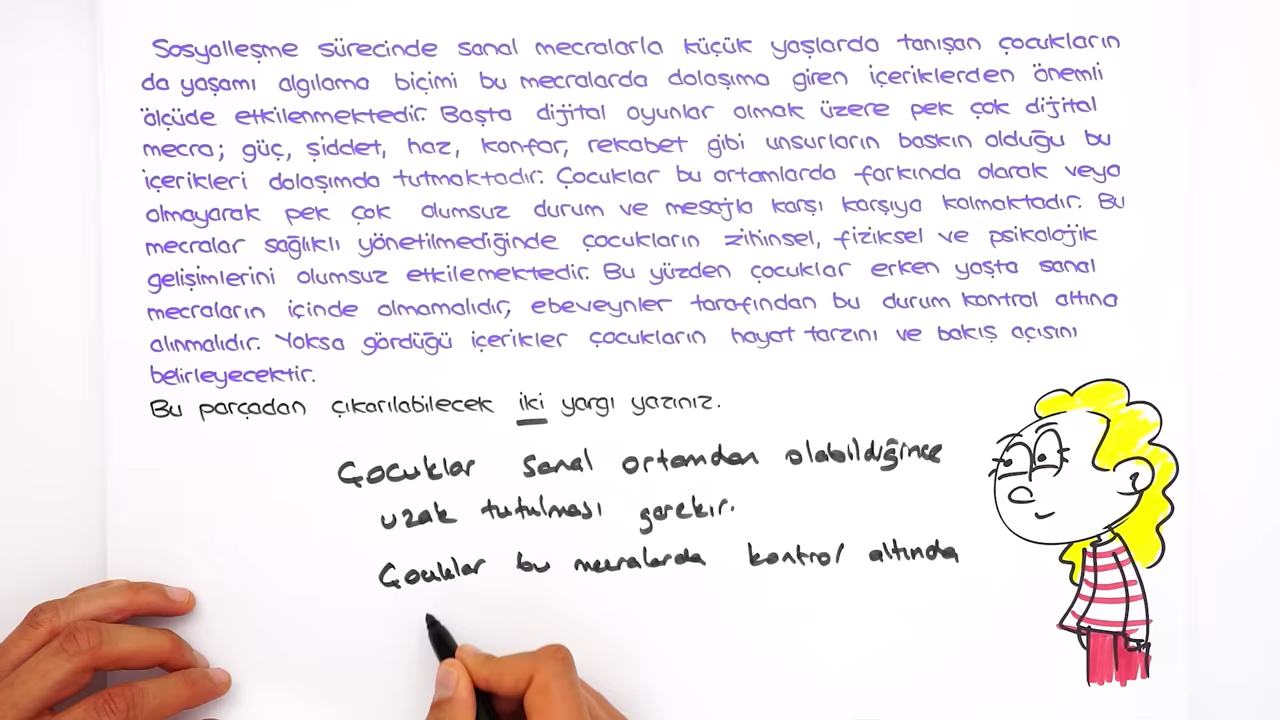 Sosyalleşme sürecinde sanal mecralarla küçük yaşlarda tanışan çocukların
da yaşamı algılama biçimi bu mecralarda dolaşıma giren içeriklerden önemli
ölçüde etkilenmektedir. Başta dijital oyunlar olmak üzere pek çok dijital
mecra; güç, şiddet, haz, konfor, rekabet gibi unsurların baskın olduğu bu
içerikleri dolaşımda tutmaktadır. Çocuklar bu ortamlarda farkında olarak veya
olmayarak pek çok olumsuz durum ve mesajla karşı karşıya kalmaktadır. Bu
mecralar sağlıklı yönetilmediğinde çocukların zihinsel, fiziksel ve psikolojik
gelişimlerini olumsuz etkilemektedir. Bu yüzden çocuklar erken yaşta sanal
mecraların içinde olmamalıdır, ebeveynler tarafından bu durum kontrol altına
alınmalıdır. Yoksa gördüğü içerikler çocukların hayat tarzını ve bakış açısını
belirleyecektir.
Bu parçadan çıkarılabilecek iki yargı yazınız.
Çocuklar sanal ortamdan olabildiğince
uzak tutulması gerekir.
Çocuklar bu mecralarda kontrol altında